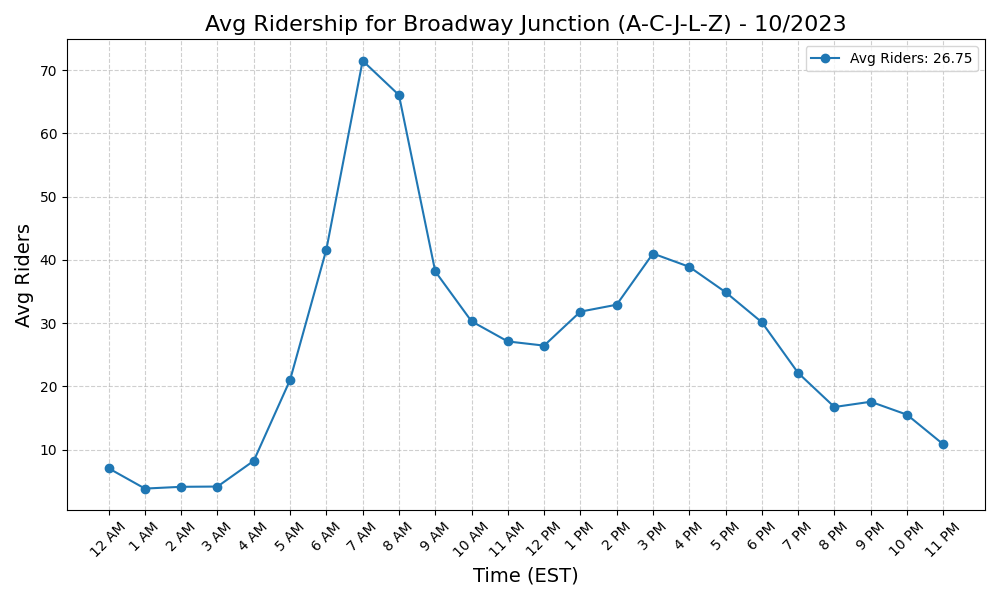 Avg Ridership for Broadway Junction (A-C-J-L-Z) - 10/2023
Avg Riders: 26.75
Avg Riders
70
60
50
40
30
20
10
12 AM
1 AM
2 AM
3 AM
4 AM
5 AM
6 AM
7 AM
8 AM
9 AM
10 AM
11 AM
12 PM
1 PM
2 PM
3 PM
4 PM
5 PM
6 PM
7 PM
8 PM
9 PM
10 PM
11 PM
Time (EST)